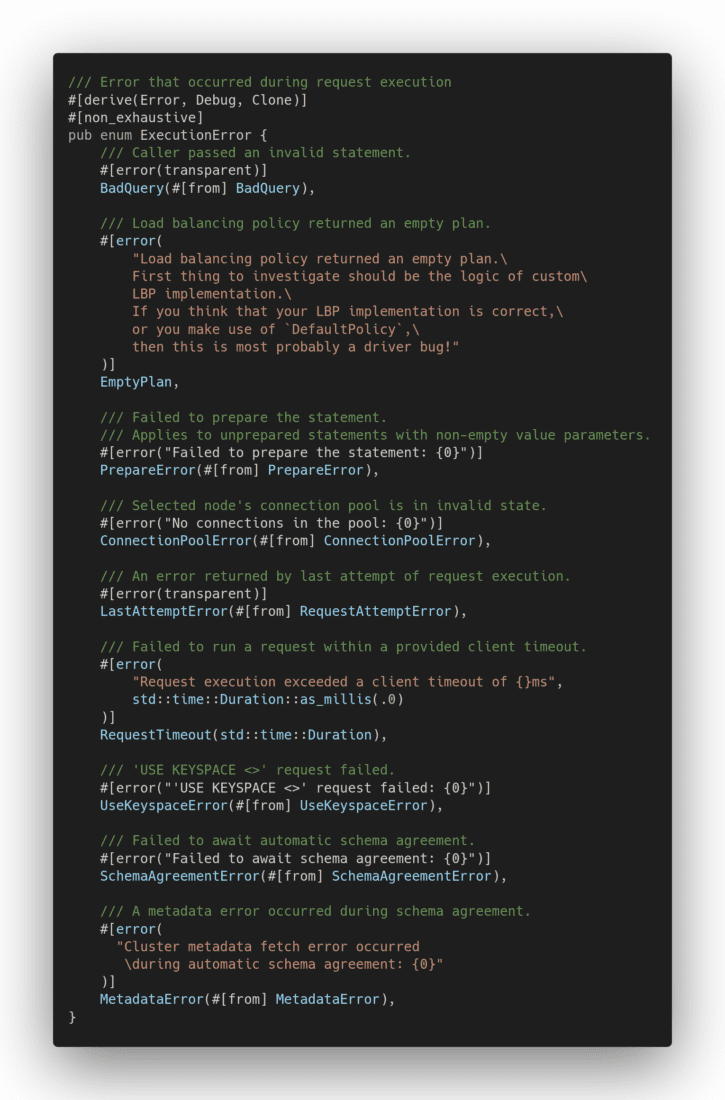 /// Error that occurred during request execution
#[derive(Error, Debug, Clone)]
#[non_exhaustive]
pub enum ExecutionError {
    /// Caller passed an invalid statement.
    #[error(transparent)]
    BadQuery(#[from] BadQuery),

    /// Load balancing policy returned an empty plan.
    #[error(
        "Load balancing policy returned an empty plan.\
        First thing to investigate should be the logic of custom\
        LBP implementation.\
        If you think that your LBP implementation is correct,\
        or you make use of `DefaultPolicy`,\
        then this is most probably a driver bug!"
    )]
    EmptyPlan,

    /// Failed to prepare the statement.
    /// Applies to unprepared statements with non-empty value parameters.
    #[error("Failed to prepare the statement: {0}")]
    PrepareError(#[from] PrepareError),

    /// Selected node's connection pool is in invalid state.
    #[error("No connections in the pool: {0}")]
    ConnectionPoolError(#[from] ConnectionPoolError),

    /// An error returned by last attempt of request execution.
    #[error(transparent)]
    LastAttemptError(#[from] RequestAttemptError),

    /// Failed to run a request within a provided client timeout.
    #[error(
        "Request execution exceeded a client timeout of {}ms",
        std::time::Duration::as_millis(.0)
    )]
    RequestTimeout(std::time::Duration),

    /// 'USE KEYSPACE <>' request failed.
    #[error("'USE KEYSPACE <>' request failed: {0}")]
    UseKeyspaceError(#[from] UseKeyspaceError),

    /// Failed to await automatic schema agreement.
    #[error("Failed to await schema agreement: {0}")]
    SchemaAgreementError(#[from] SchemaAgreementError),

    /// A metadata error occurred during schema agreement.
    #[error(
      "Cluster metadata fetch error occurred
       \during automatic schema agreement: {0}"
    )]
    MetadataError(#[from] MetadataError),
}